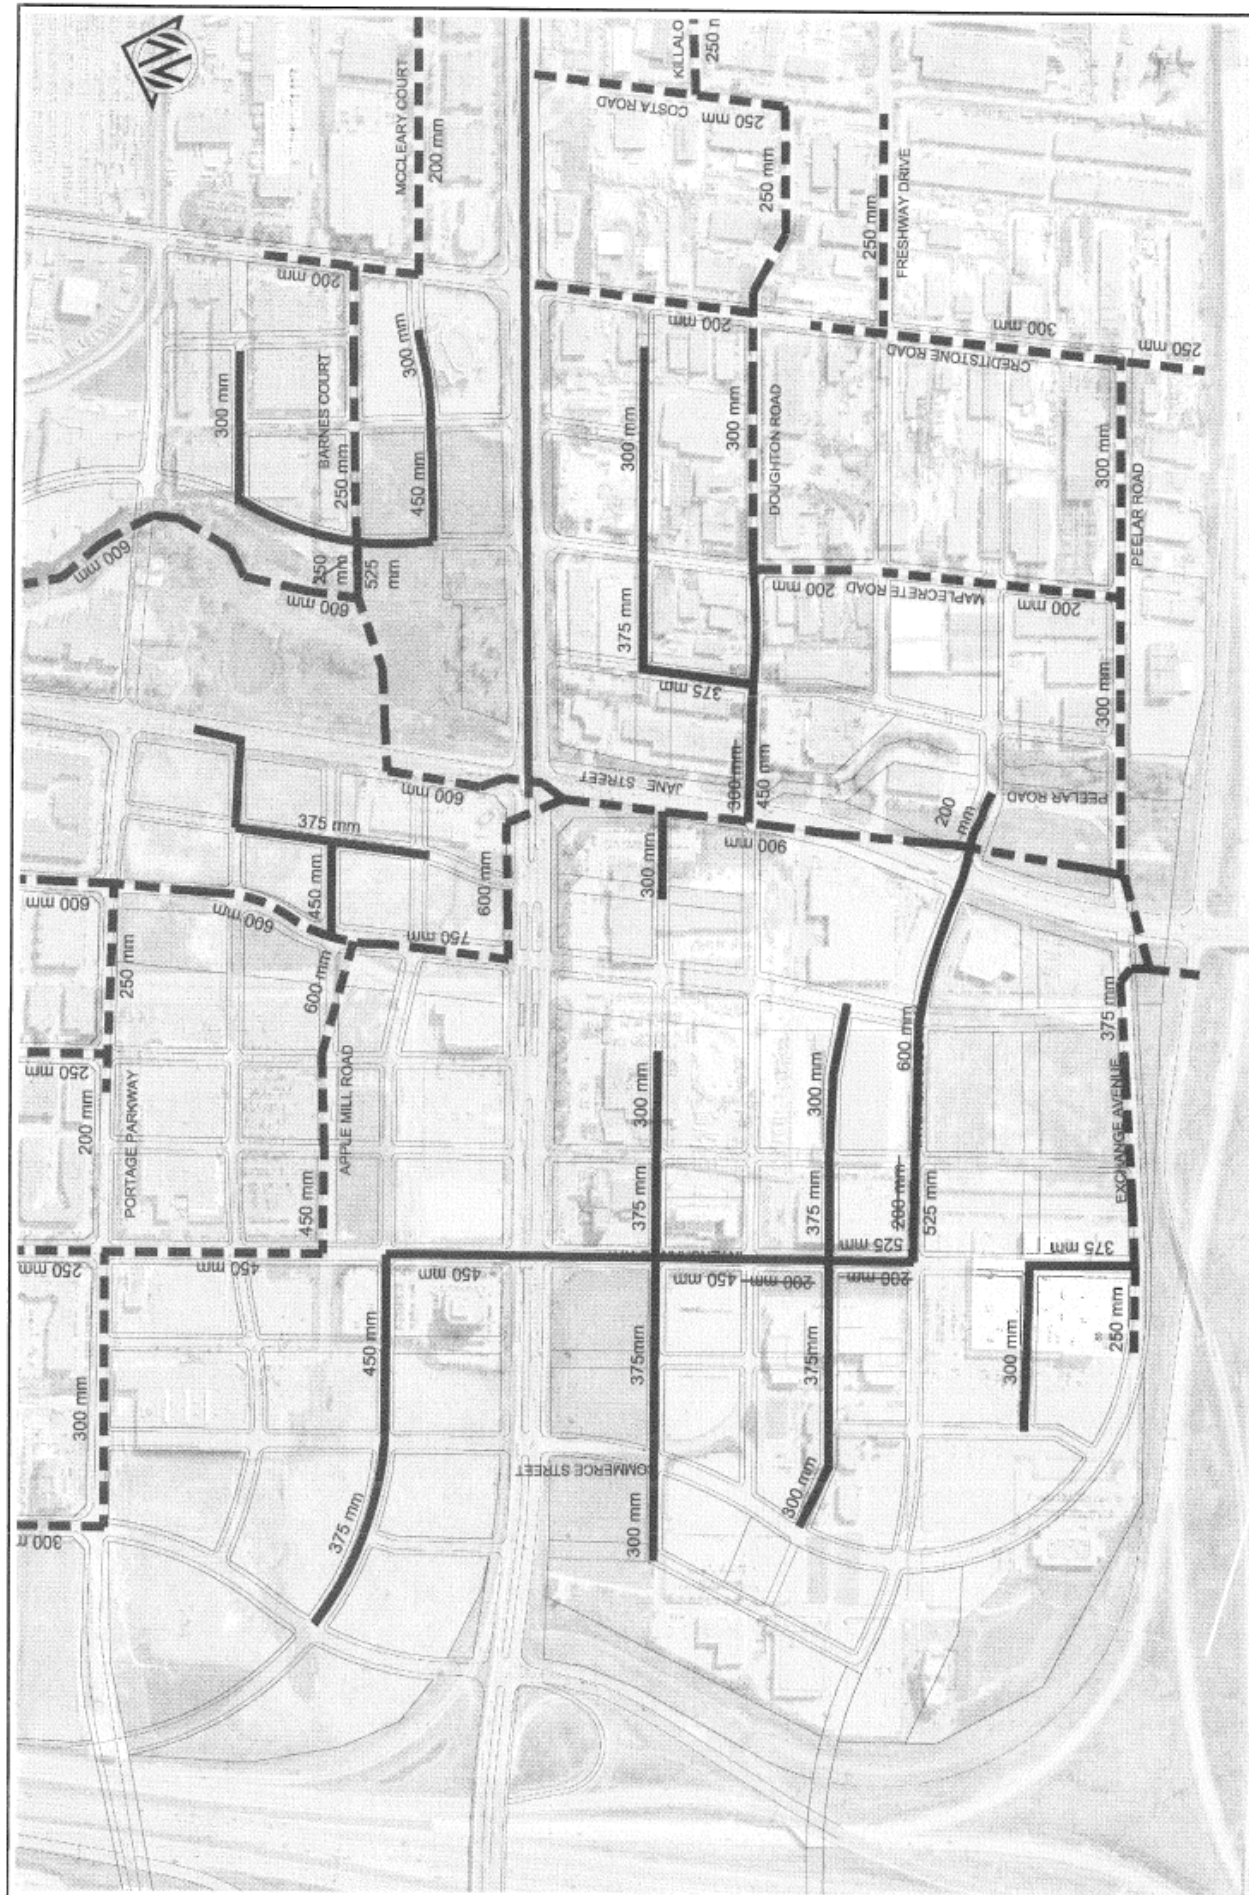 KILLALO
250 m
MCCLEARY COURT
200 mm
COSTA ROAD
250 mm
250 mm
250 mm
FRESHWAY DRIVE
200 mm
300 mm
BARNES COURT
250 mm
300 mm
450 mm
250 mm
525 mm
600 mm
600 mm
200 mm
300 mm
CREDITSTONE ROAD
250 mm
300 mm
300 mm
DOUGHTON ROAD
300 mm
PEELAR ROAD
375 mm
375 mm
200 mm
MAPLECRETE ROAD
200 mm
300 mm
300 mm
450 mm
JANE STREET
600 mm
375 mm
450 mm
600 mm
300 mm
900 mm
200 mm
PEELAR ROAD
600 mm
600 mm
750 mm
600 mm
250 mm
250 mm
200 mm
PORTAGE PARKWAY
APPLE MILL ROAD
450 mm
300 mm
375 mm
300 mm
375 mm
600 mm
200 mm
525 mm
525 mm
375 mm
EXCHANGE AVENUE
375 mm
250 mm
250 mm
450 mm
450 mm
450 mm
200 mm
200 mm
300 mm
450 mm
375mm
375mm
300 mm
375 mm
COMMERCE STREET
300 mm
300 mm
300 m